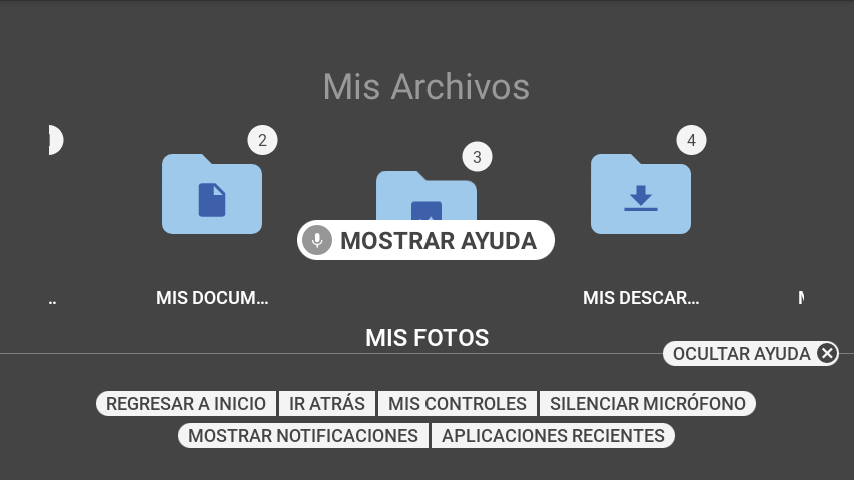 Mis Archivos
2
3
4
MOSTRAR AYUDA
..
MIS DOCUM...
MIS DESCAR...
MIS FOTOS
OCULTAR AYUDA
REGRESAR A INICIO IR ATRÁS MIS CONTROLES SILENCIAR MICRÓFONO
MOSTRAR NOTIFICACIONES APLICACIONES RECIENTES